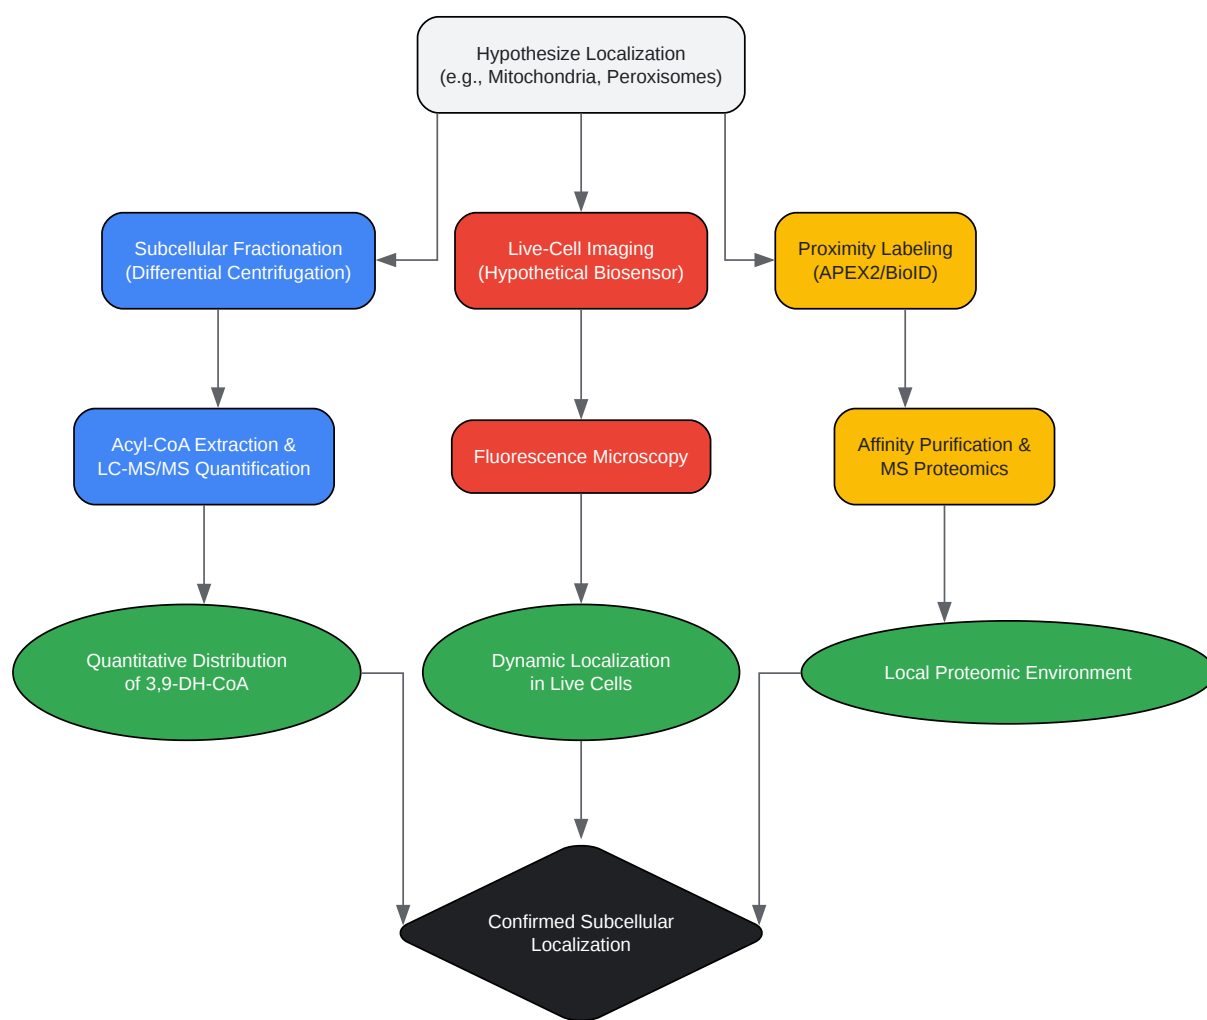 Hypothesize Localization
(e.g., Mitochondria, Peroxisomes)
Subcellular Fractionation
(Differential Centrifugation)
Live-Cell Imaging
(Hypothetical Biosensor)
Proximity Labeling
(APEX2/BioID)
Acyl-CoA Extraction &
LC-MS/MS Quantification
Fluorescence Microscopy
Affinity Purification &
MS Proteomics
Quantitative Distribution
of 3,9-DH-CoA
Dynamic Localization
in Live Cells
Local Proteomic Environment
Confirmed Subcellular
Localization